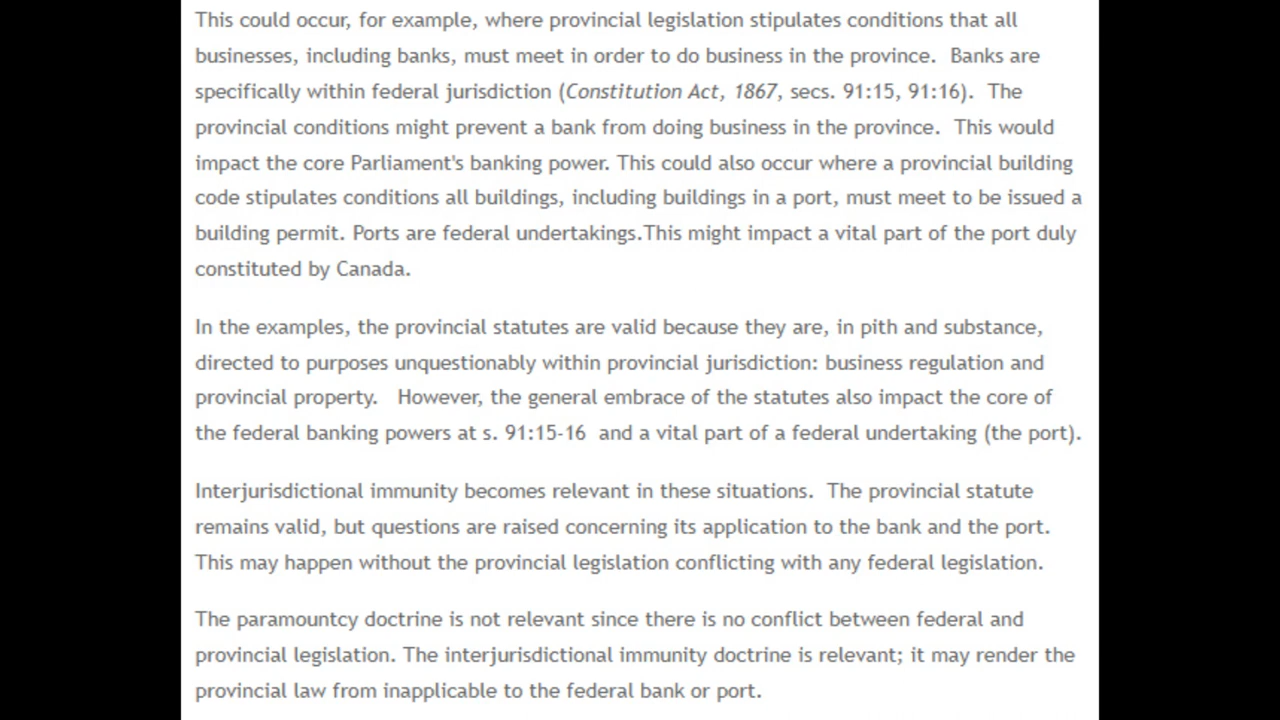 This could occur, for example, where provincial legislation stipulates conditions that all
businesses, including banks, must meet in order to do business in the province.  Banks are
specifically within federal jurisdiction (Constitution Act, 1867, secs. 91:15, 91:16).  The
provincial conditions might prevent a bank from doing business in the province.  This would
impact the core Parliament's banking power. This could also occur where a provincial building
code stipulates conditions all buildings, including buildings in a port, must meet to be issued a
building permit. Ports are federal undertakings.This might impact a vital part of the port duly
constituted by Canada.
In the examples, the provincial statutes are valid because they are, in pith and substance,
directed to purposes unquestionably within provincial jurisdiction: business regulation and
provincial property.   However, the general embrace of the statutes also impact the core of
the federal banking powers at s. 91:15-16  and a vital part of a federal undertaking (the port).
Interjurisdictional immunity becomes relevant in these situations.  The provincial statute
remains valid, but questions are raised concerning its application to the bank and the port.
This may happen without the provincial legislation conflicting with any federal legislation.
The paramountcy doctrine is not relevant since there is no conflict between federal and
provincial legislation. The interjurisdictional immunity doctrine is relevant; it may render the
provincial law from inapplicable to the federal bank or port.